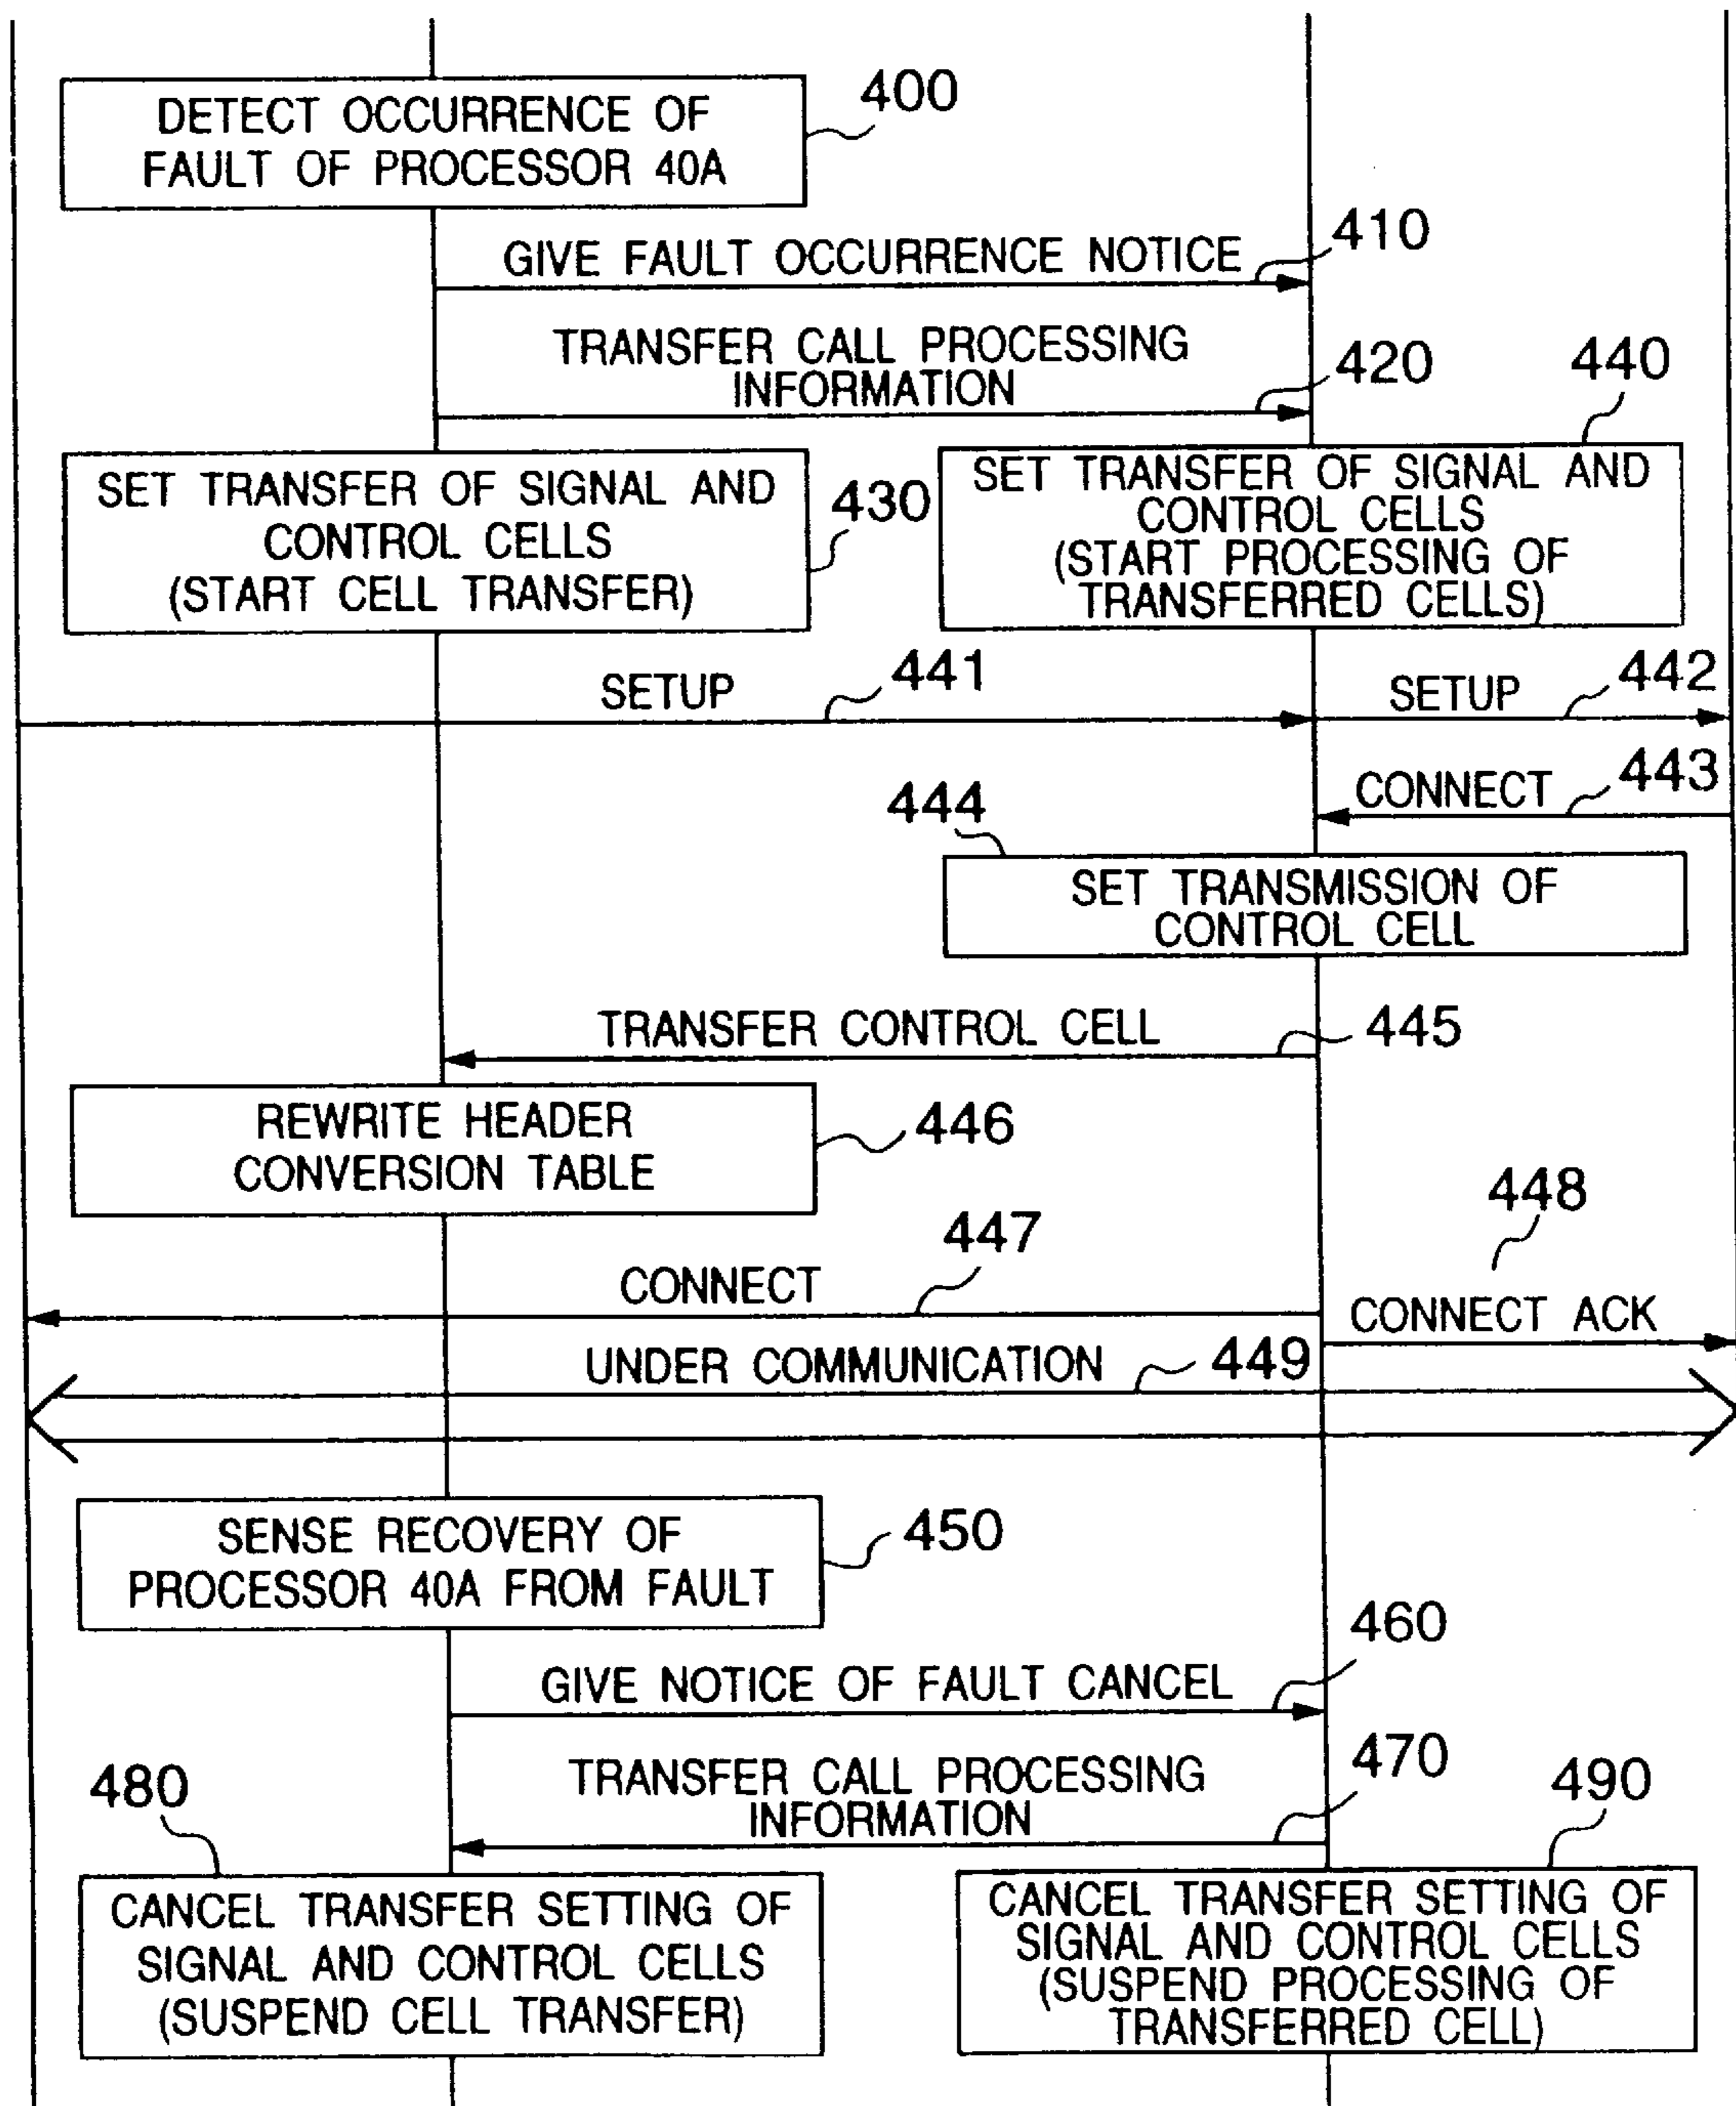 DETECT OCCURRENCE OF
FAULT OF PROCESSOR 40A
400
GIVE FAULT OCCURRENCE NOTICE
410
TRANSFER CALL PROCESSING
INFORMATION
420
440
SET TRANSFER OF SIGNAL AND
CONTROL CELLS
(START CELL TRANSFER)
430
SET TRANSFER OF SIGNAL AND
CONTROL CELLS
(START PROCESSING OF
TRANSFERRED CELLS)
SETUP
441
SETUP
442
CONNECT
443
444
SET TRANSMISSION OF
CONTROL CELL
TRANSFER CONTROL CELL
445
REWRITE HEADER
CONVERSION TABLE
446
447
CONNECT
448
CONNECT ACK
UNDER COMMUNICATION
449
SENSE RECOVERY OF
PROCESSOR 40A FROM FAULT
450
GIVE NOTICE OF FAULT CANCEL
460
TRANSFER CALL PROCESSING
INFORMATION
470
480
CANCEL TRANSFER SETTING OF
SIGNAL AND CONTROL CELLS
(SUSPEND CELL TRANSFER)
490
CANCEL TRANSFER SETTING OF
SIGNAL AND CONTROL CELLS
(SUSPEND PROCESSING OF
TRANSFERRED CELL)